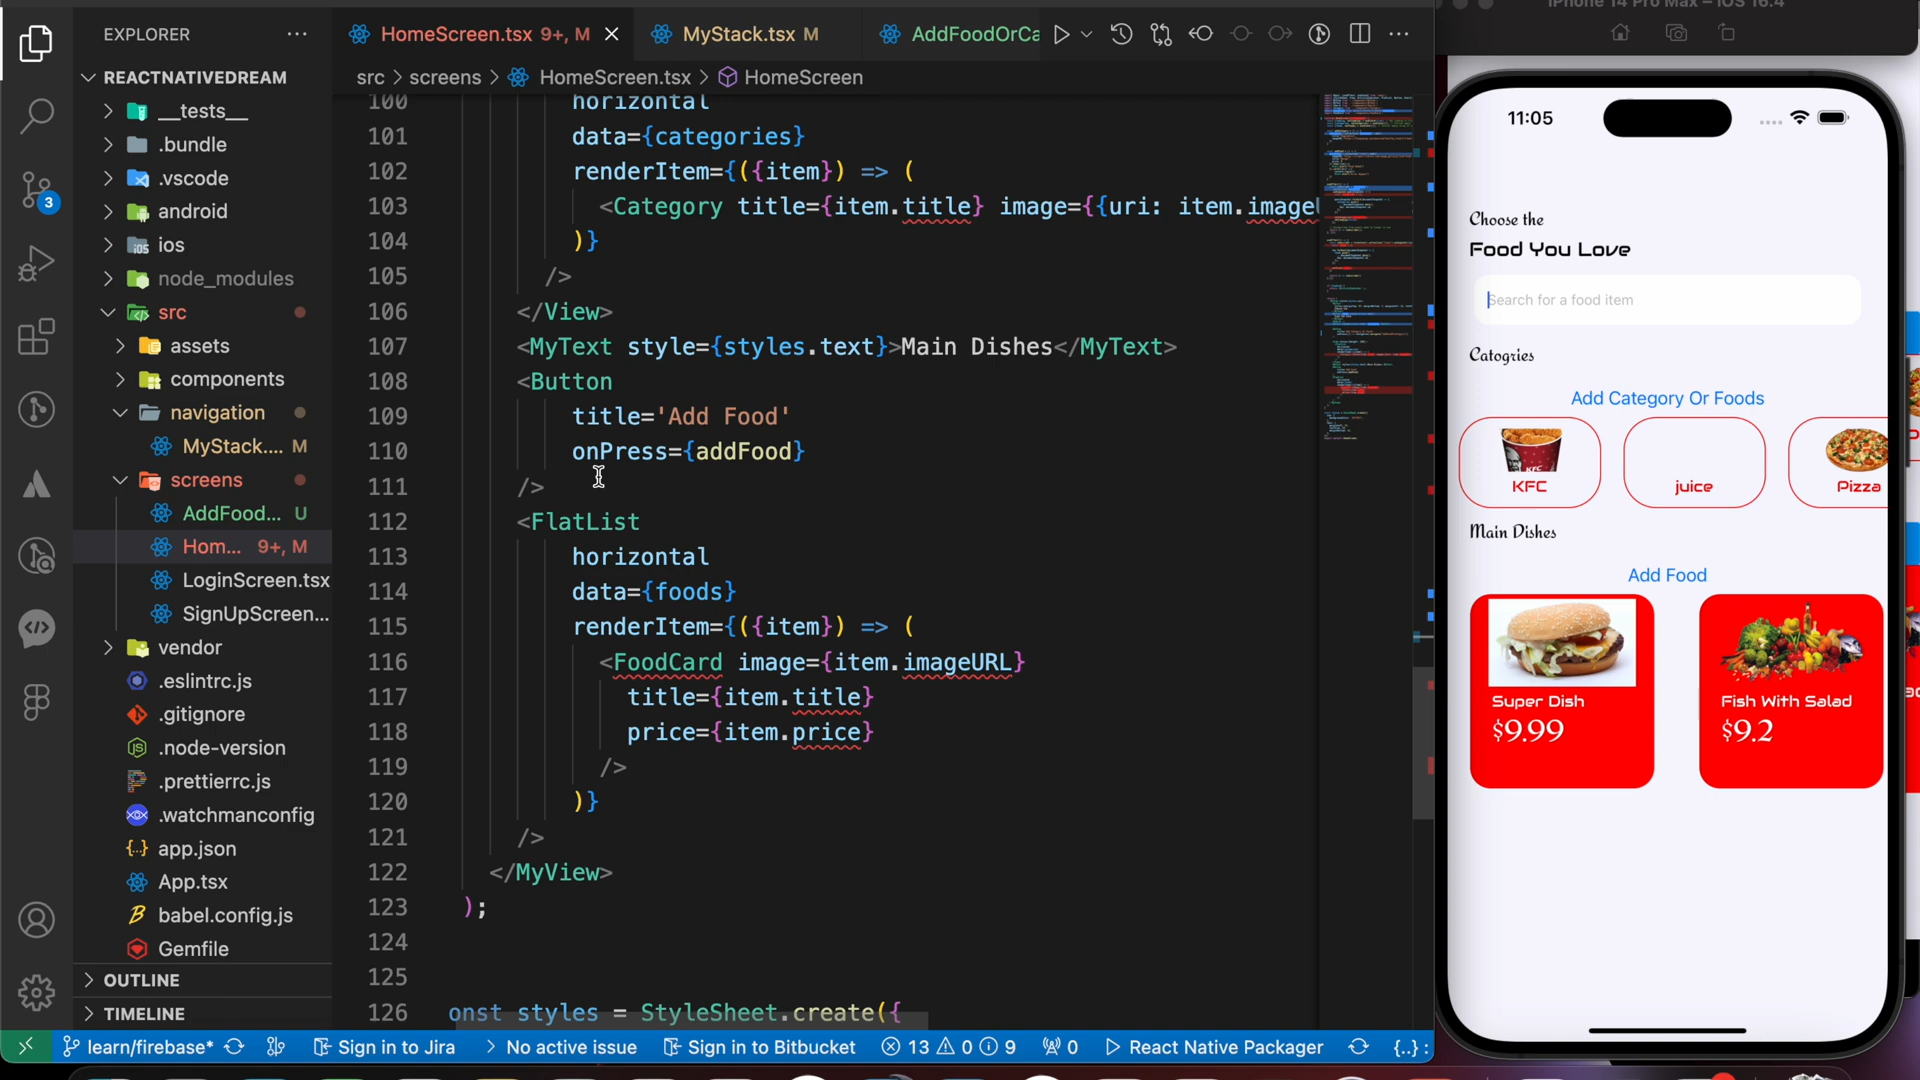 iPhone 14 Pro Max – iOS 16.4
EXPLORER
HomeScreen.tsx 9+, M
MyStack.tsx M
AddFoodOrCa
src > screens > HomeScreen.tsx > HomeScreen
REACTNATIVEDREAM
__tests__
.bundle
.vscode
android
ios
node_modules
src
assets
components
navigation
MyStack.... M
screens
AddFood... U
Hom... 9+, M
LoginScreen.tsx
SignUpScreen...
vendor
.eslintrc.js
.gitignore
.node-version
.prettierrc.js
.watchmanconfig
app.json
App.tsx
babel.config.js
Gemfile
OUTLINE
TIMELINE
3
100 horizontal
101 data={categories}
102 renderItem={({item}) => (
103 <Category title={item.title} image={{uri: item.imageU
104 )}
105 />
106 </View>
107 <MyText style={styles.text}>Main Dishes</MyText>
108 <Button
109 title='Add Food'
110 onPress={addFood}
111 />
112 <FlatList
113 horizontal
114 data={foods}
115 renderItem={({item}) => (
116 <FoodCard image={item.imageURL}
117 title={item.title}
118 price={item.price}
119 />
120 )}
121 />
122 </MyView>
123 );
124
125
126 onst styles = StyleSheet.create({
11:05
Choose the
Food You Love
Search for a food item
Catogries
Add Category Or Foods
KFC
juice
Pizza
Main Dishes
Add Food
Super Dish
$9.99
Fish With Salad
$9.2
learn/firebase* Sign in to Jira No active issue Sign in to Bitbucket 13 0 9 0 React Native Packager {..} :